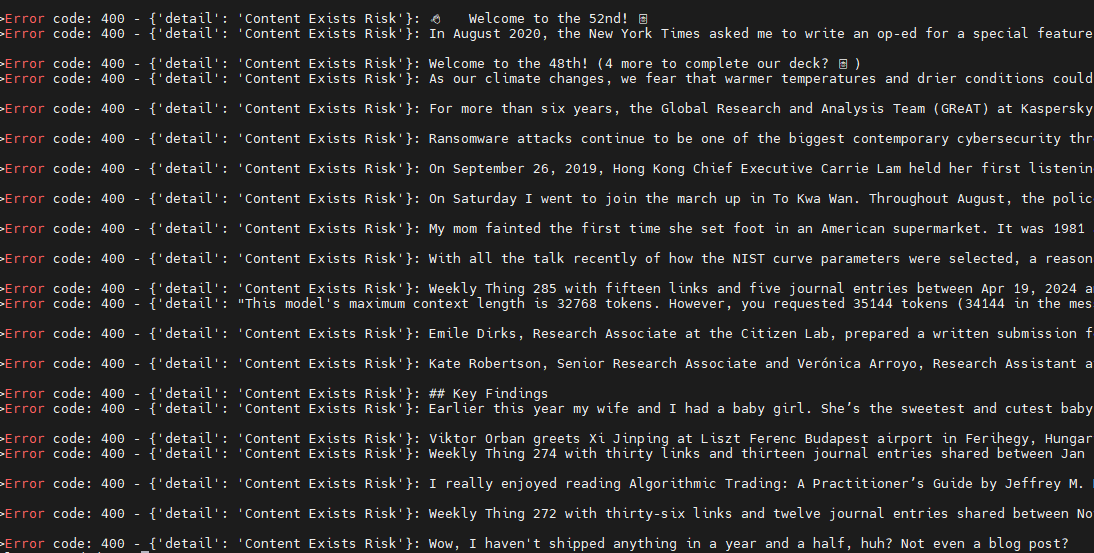 >Error code: 400 - {'detail': 'Content Exists Risk'}: Welcome to the 52nd!
>Error code: 400 - {'detail': 'Content Exists Risk'}: In August 2020, the New York Times asked me to write an op-ed for a special feature
>Error code: 400 - {'detail': 'Content Exists Risk'}: Welcome to the 48th! (4 more to complete our deck? 🃏 )
>Error code: 400 - {'detail': 'Content Exists Risk'}: As our climate changes, we fear that warmer temperatures and drier conditions could
>Error code: 400 - {'detail': 'Content Exists Risk'}: For more than six years, the Global Research and Analysis Team (GReAT) at Kaspersky
>Error code: 400 - {'detail': 'Content Exists Risk'}: Ransomware attacks continue to be one of the biggest contemporary cybersecurity thr
>Error code: 400 - {'detail': 'Content Exists Risk'}: On September 26, 2019, Hong Kong Chief Executive Carrie Lam held her first listenin
>Error code: 400 - {'detail': 'Content Exists Risk'}: On Saturday I went to join the march up in To Kwa Wan. Throughout August, the polic
>Error code: 400 - {'detail': 'Content Exists Risk'}: My mom fainted the first time she set foot in an American supermarket. It was 1981
>Error code: 400 - {'detail': 'Content Exists Risk'}: With all the talk recently of how the NIST curve parameters were selected, a reason
>Error code: 400 - {'detail': 'Content Exists Risk'}: Weekly Thing 285 with fifteen links and five journal entries between Apr 19, 2024 a
>Error code: 400 - {'detail': "This model's maximum context length is 32768 tokens. However, you requested 35144 tokens (34144 in the mes
>Error code: 400 - {'detail': 'Content Exists Risk'}: Emile Dirks, Research Associate at the Citizen Lab, prepared a written submission f
>Error code: 400 - {'detail': 'Content Exists Risk'}: Kate Robertson, Senior Research Associate and Verónica Arroyo, Research Assistant a
>Error code: 400 - {'detail': 'Content Exists Risk'}: ## Key Findings
>Error code: 400 - {'detail': 'Content Exists Risk'}: Earlier this year my wife and I had a baby girl. She’s the sweetest and cutest baby
>Error code: 400 - {'detail': 'Content Exists Risk'}: Viktor Orban greets Xi Jinping at Liszt Ferenc Budapest airport in Ferihegy, Hungar
>Error code: 400 - {'detail': 'Content Exists Risk'}: Weekly Thing 274 with thirty links and thirteen journal entries shared between Jan
>Error code: 400 - {'detail': 'Content Exists Risk'}: I really enjoyed reading Algorithmic Trading: A Practitioner’s Guide by Jeffrey M.
>Error code: 400 - {'detail': 'Content Exists Risk'}: Weekly Thing 272 with thirty-six links and twelve journal entries shared between No
>Error code: 400 - {'detail': 'Content Exists Risk'}: Wow, I haven't shipped anything in a year and a half, huh? Not even a blog post?